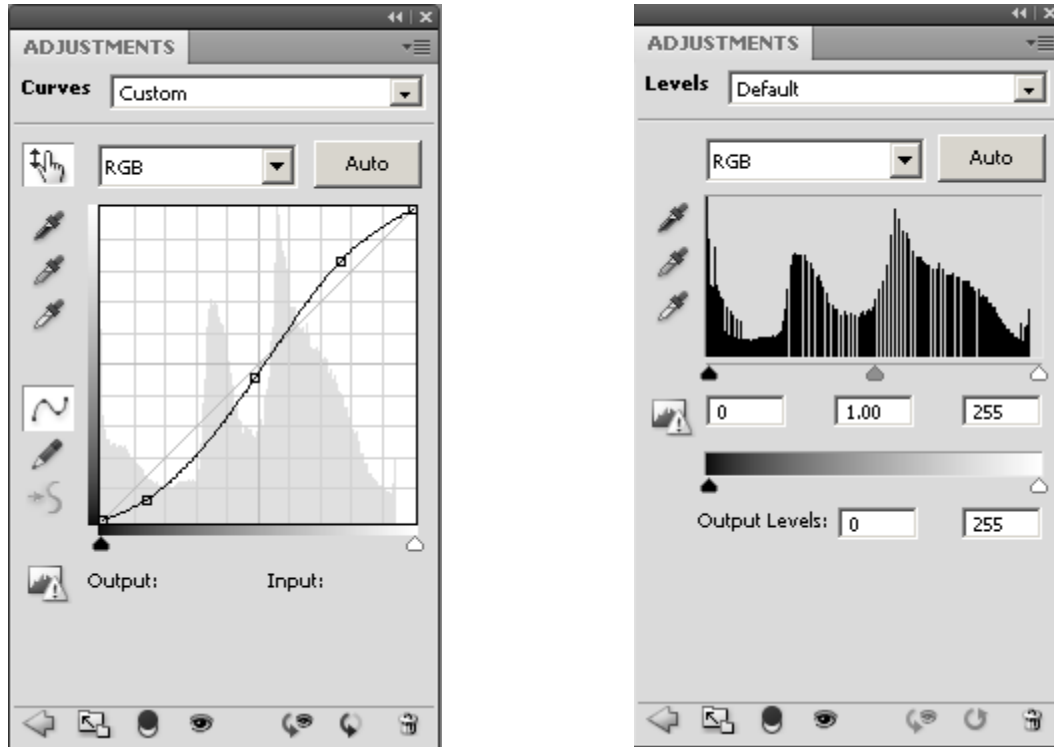 ADJUSTMENTS
Curves Custom
RGB Auto
Output: Input:
ADJUSTMENTS
Levels Default
RGB Auto
0 1.00 255
Output Levels: 0 255